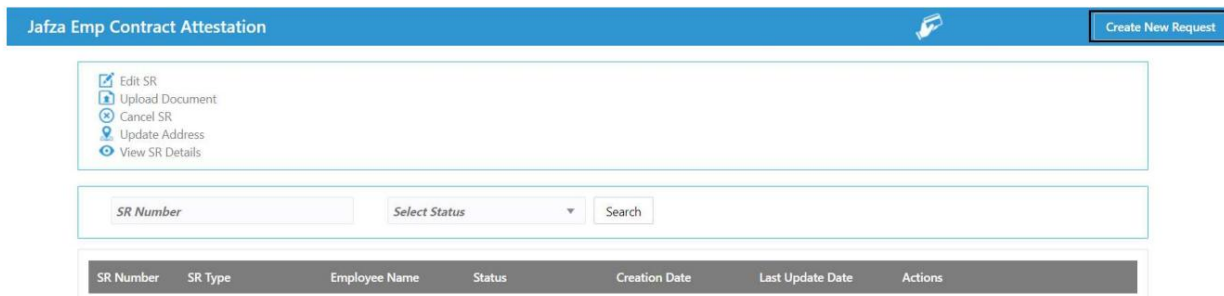 Jafza Emp Contract Attestation Create New Request
Edit SR
Upload Document
Cancel SR
Update Address
View SR Details
SR Number Select Status Search
SR Number SR Type Employee Name Status Creation Date Last Update Date Actions